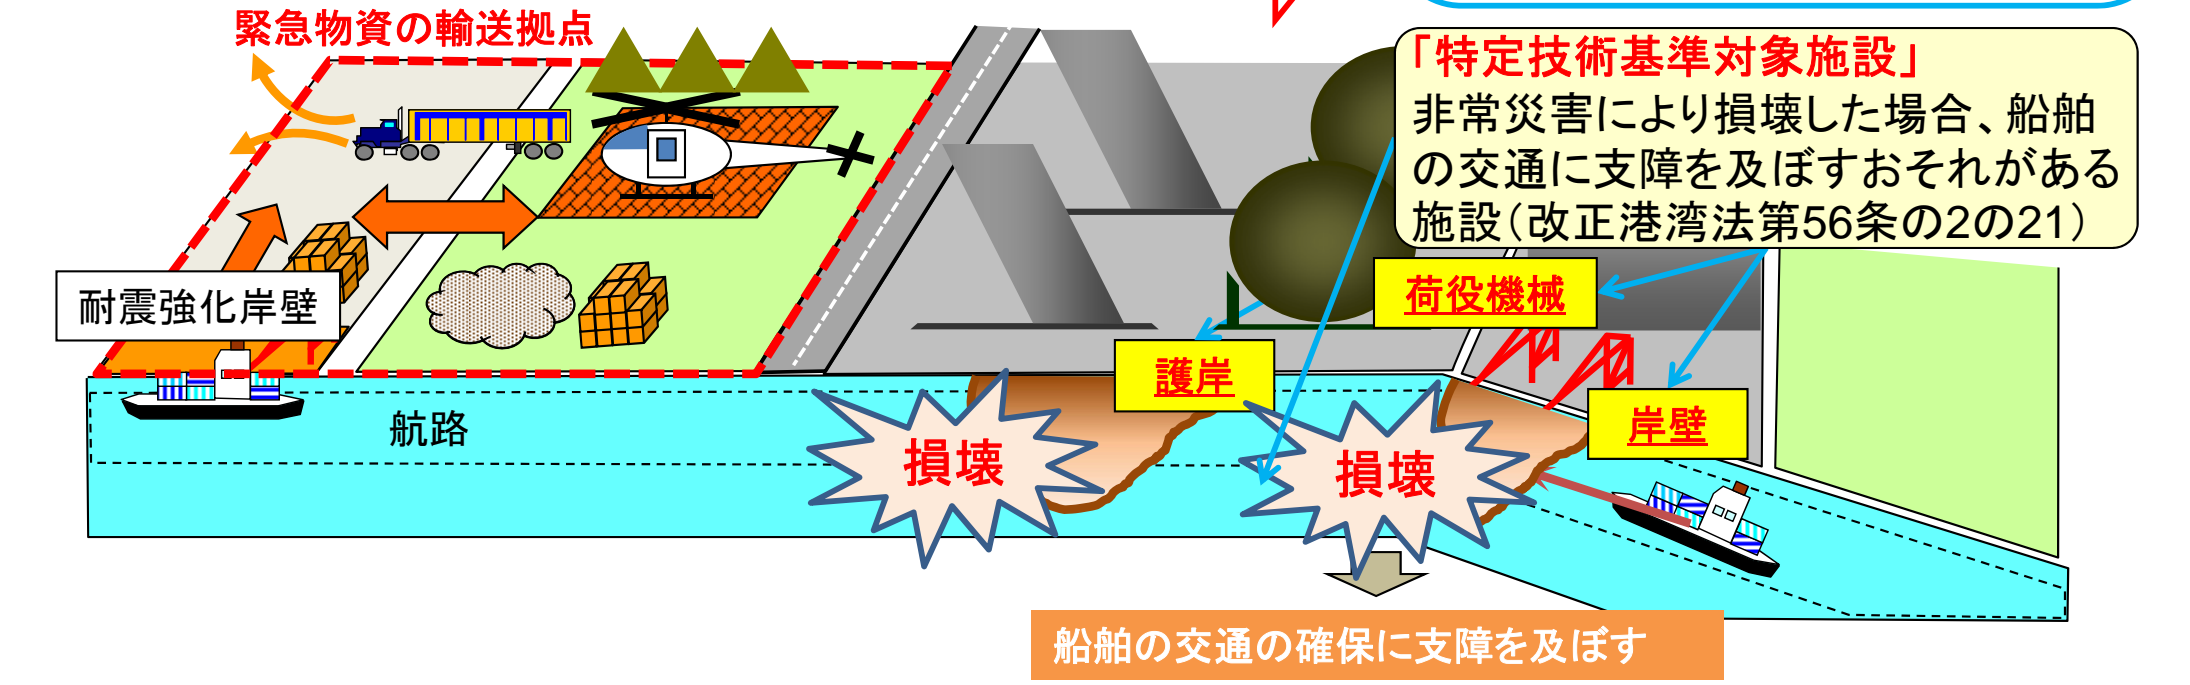 緊急物資の輸送拠点
「特定技術基準対象施設」
非常災害により損壊した場合、船舶
の交通に支障を及ぼすおそれがある
施設(改正港湾法第56条の2の21)
耐震強化岸壁
荷役機械
護岸
岸壁
航路
損壊
損壊
船舶の交通の確保に支障を及ぼす